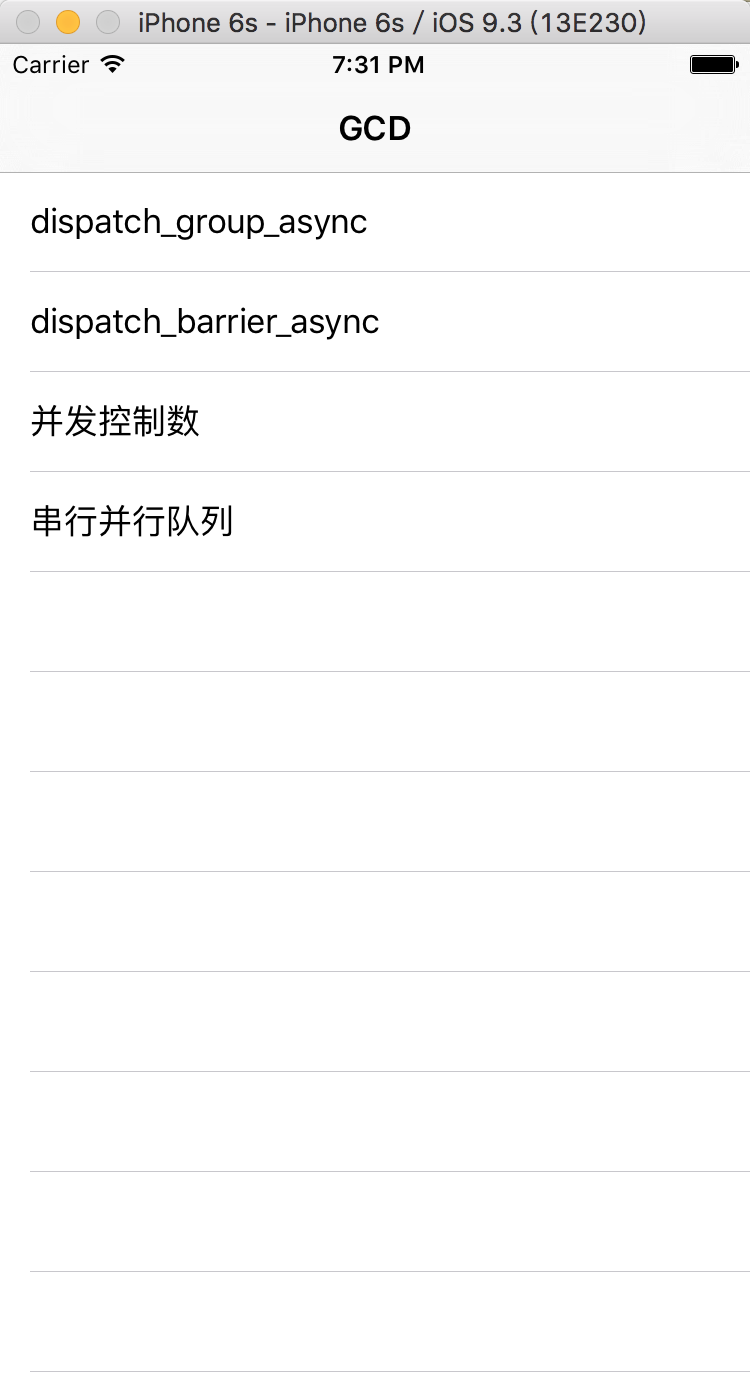 iPhone 6s - iPhone 6s / iOS 9.3 (13E230)
Carrier 7:31 PM
GCD
dispatch_group_async
dispatch_barrier_async
并发控制数
串行并行队列